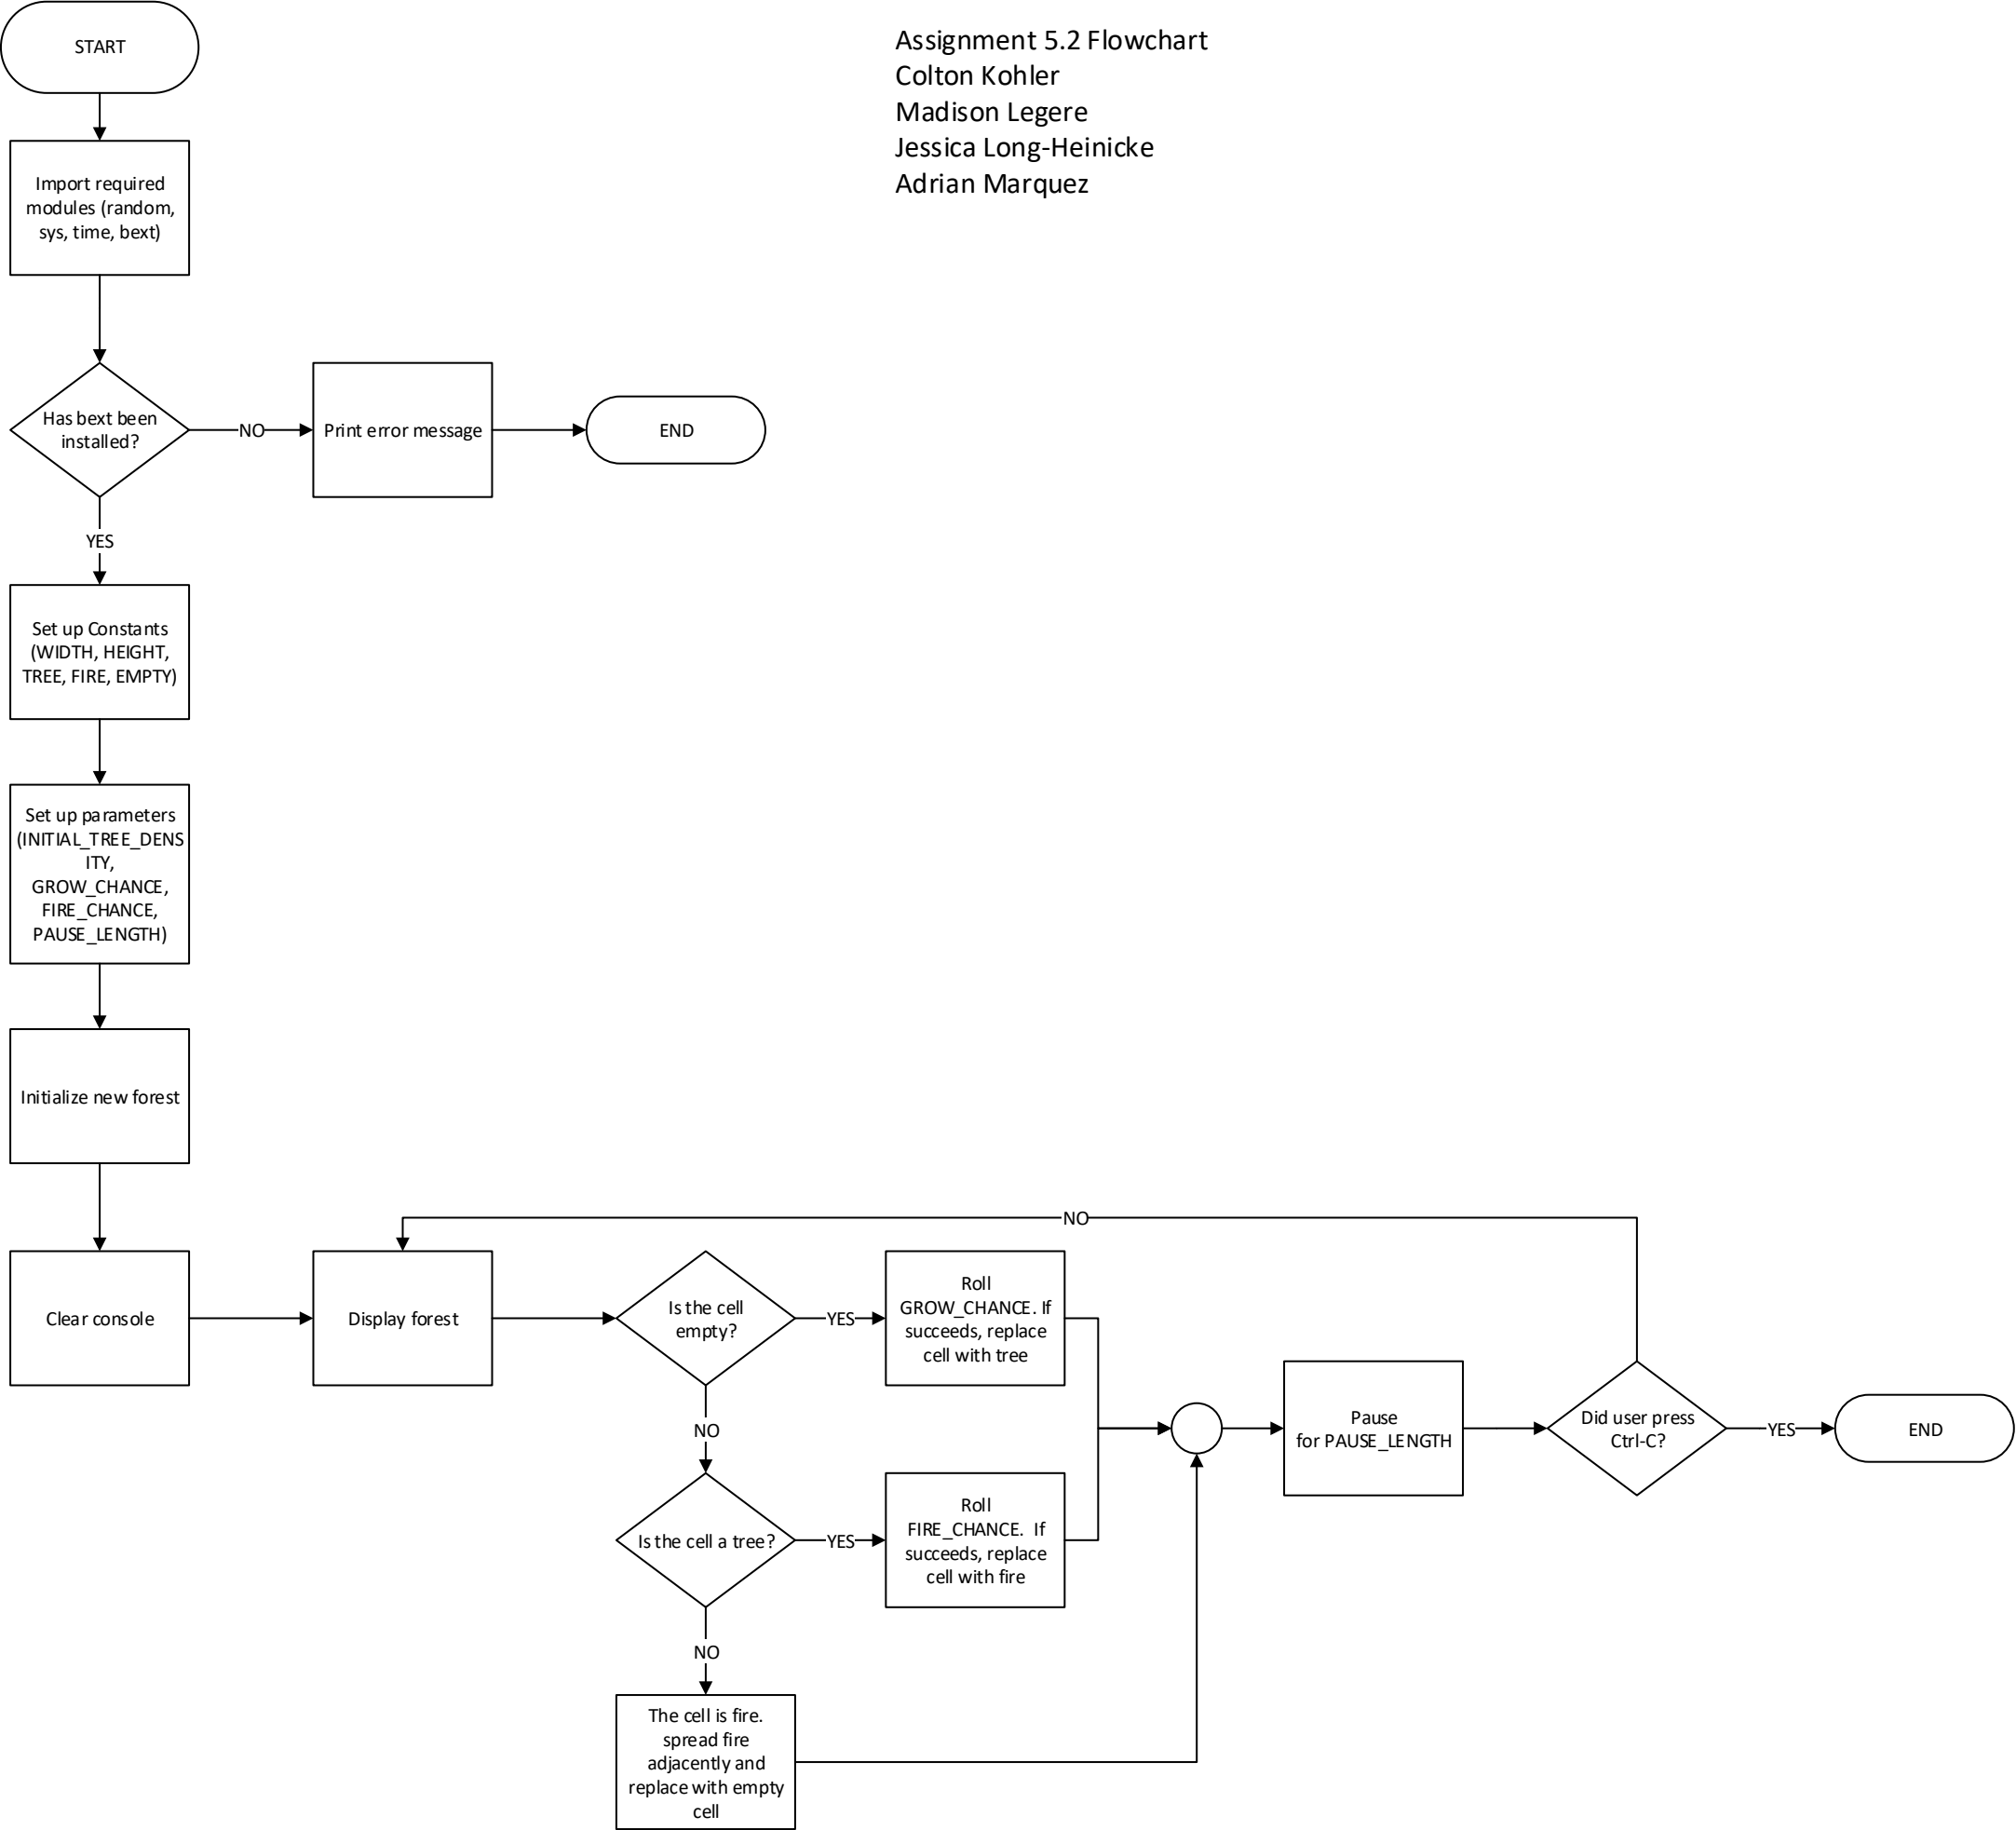 START
Assignment 5.2 Flowchart
Colton Kohler
Madison Legere
Jessica Long-Heinicke
Adrian Marquez
Import required
modules (random,
sys, time, bext)
Has bext been
installed?
NO
Print error message
END
YES
Set up Constants
(WIDTH, HEIGHT,
TREE, FIRE, EMPTY)
Set up parameters
(INITIAL_TREE_DENS
ITY,
GROW_CHANCE,
FIRE_CHANCE,
PAUSE_LENGTH)
Initialize new forest
NO
Clear console
Display forest
Is the cell
empty?
YES
Roll
GROW_CHANCE. If
succeeds, replace
cell with tree
NO
Pause
for PAUSE_LENGTH
Did user press
Ctrl-C?
YES
END
Is the cell a tree?
YES
Roll
FIRE_CHANCE. If
succeeds, replace
cell with fire
NO
The cell is fire.
spread fire
adjacently and
replace with empty
cell